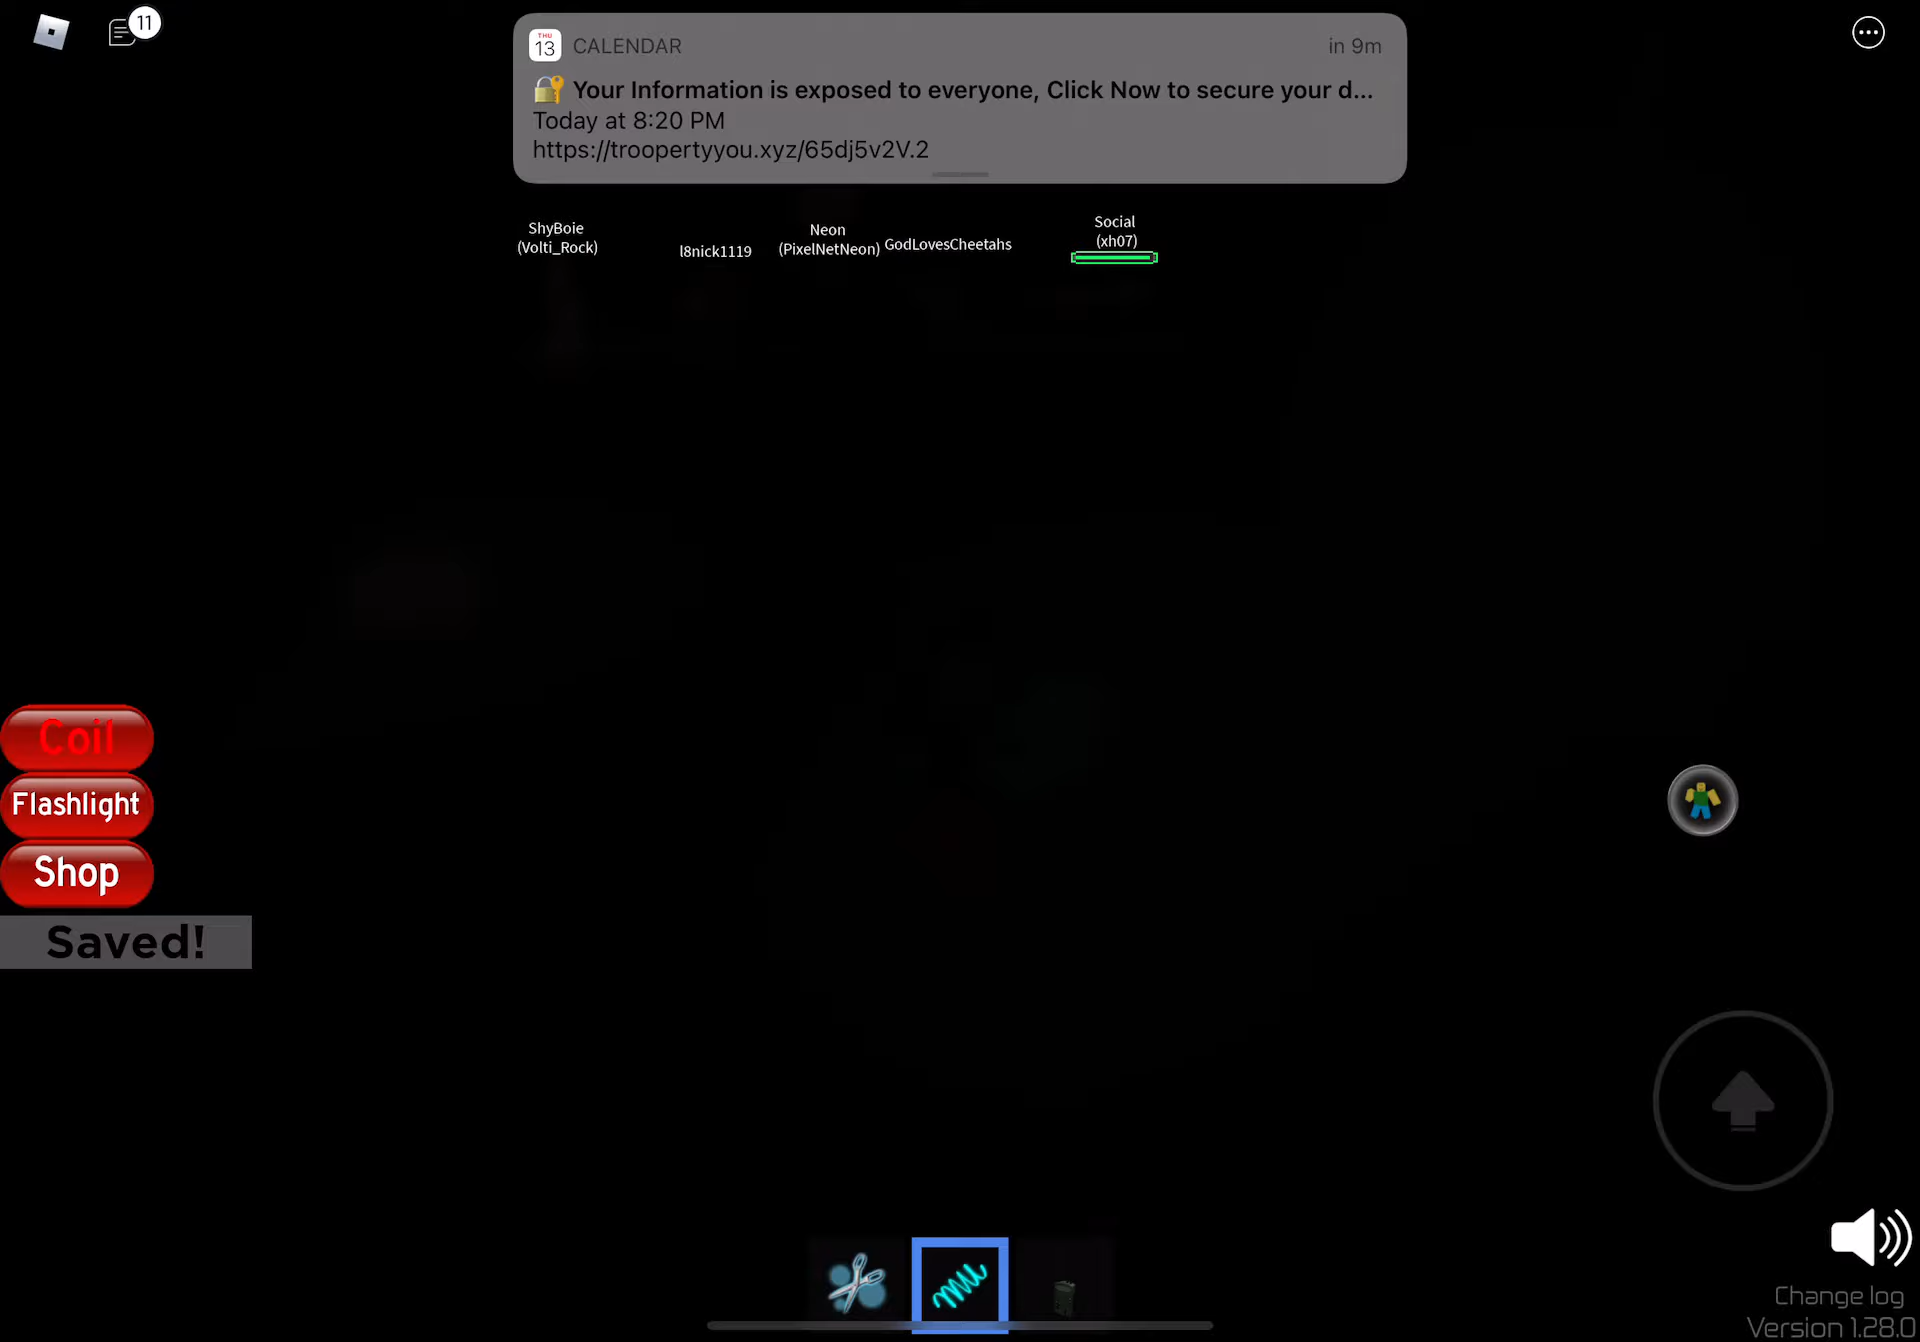 11
THU
13
CALENDAR
in 9m
Your Information is exposed to everyone, Click Now to secure your d...
Today at 8:20 PM
https://troopertyyou.xyz/65dj5v2V.2
ShyBoie
(Volti_Rock)
l8nick1119
Neon
(PixelNetNeon)
GodLovesCheetahs
Social
(xh07)
Coil
Flashlight
Shop
Saved!
Change log
Version 1.28.0